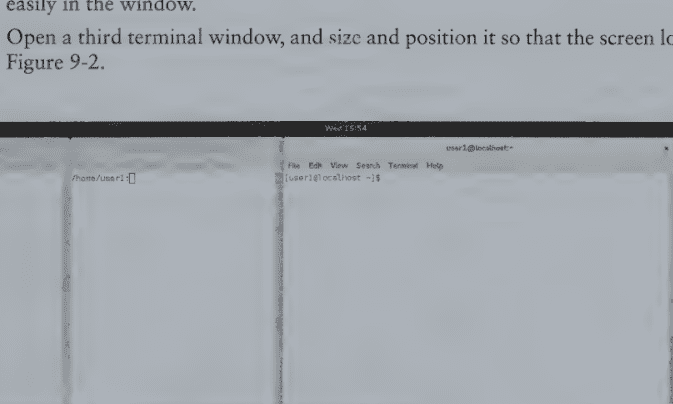 easily in the window.
Open a third terminal window, and size and position it so that the screen lo
Figure 9-2.
Wed 15:54
user1@localhost:~
File Edit View Search Terminal Help
/home/user1:
[user1@localhost ~]$